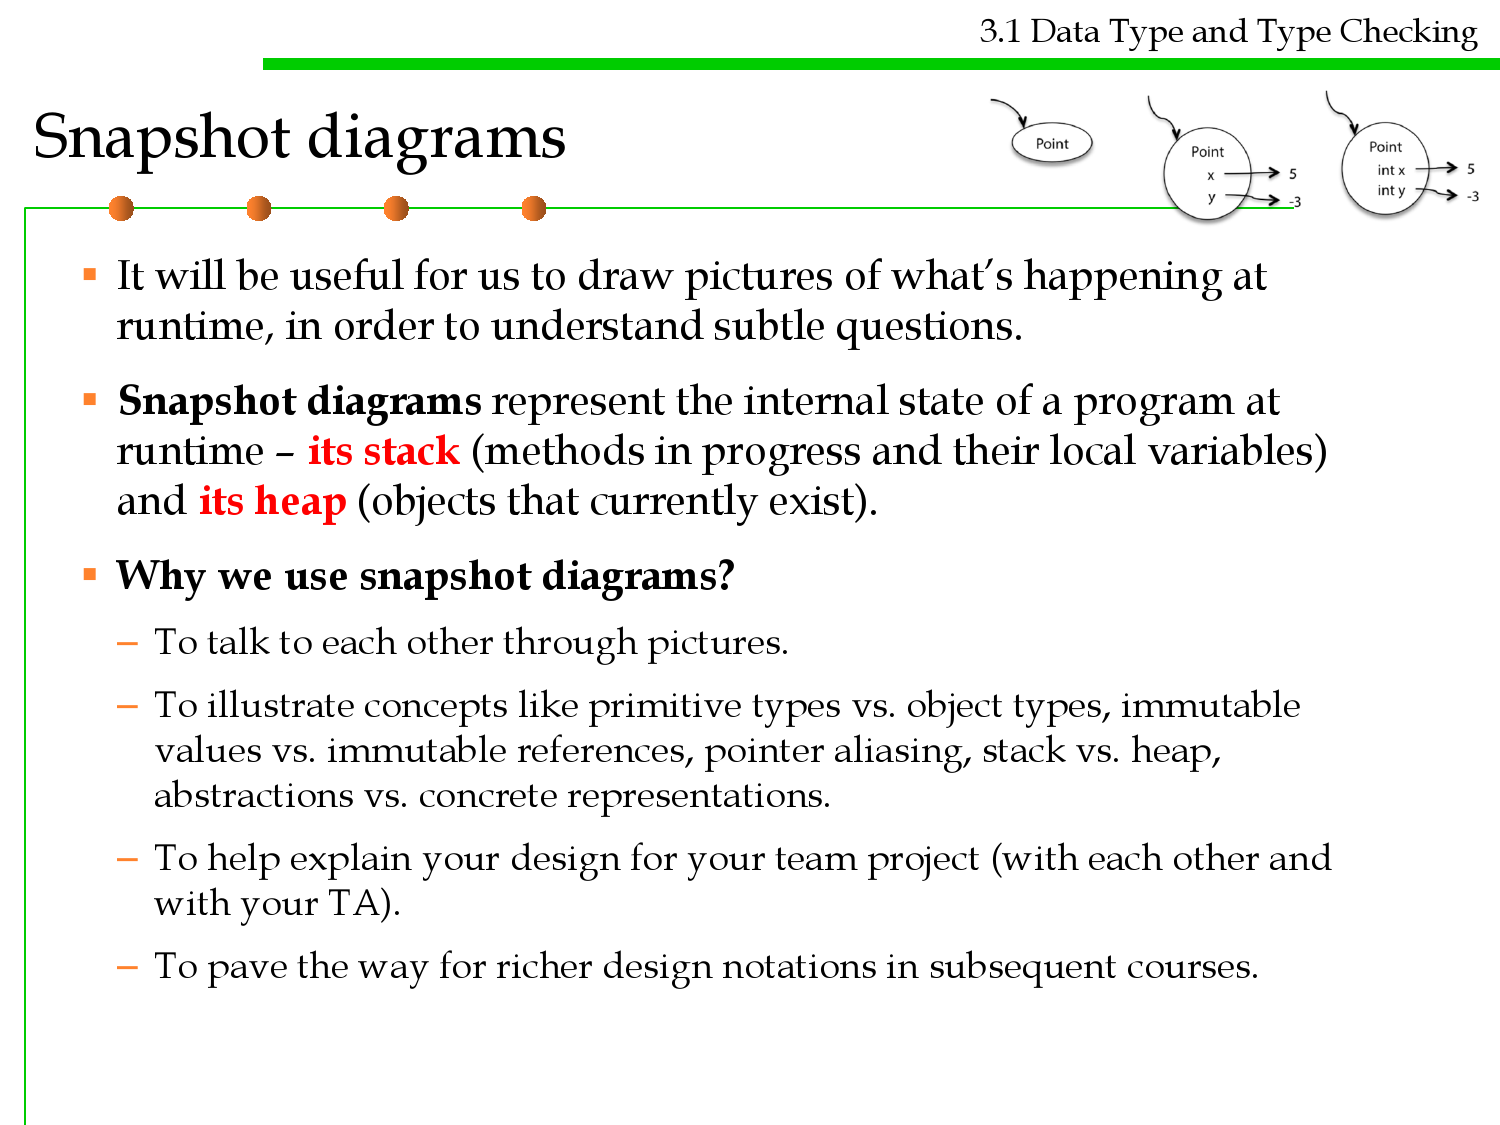 3.1 Data Type and Type Checking
Snapshot diagrams
Point
Point
x
5
y
-3
Point
int x
5
int y
-3
▪ It will be useful for us to draw pictures of what’s happening at
runtime, in order to understand subtle questions.
▪ Snapshot diagrams represent the internal state of a program at
runtime – its stack (methods in progress and their local variables)
and its heap (objects that currently exist).
▪ Why we use snapshot diagrams?
– To talk to each other through pictures.
– To illustrate concepts like primitive types vs. object types, immutable
values vs. immutable references, pointer aliasing, stack vs. heap,
abstractions vs. concrete representations.
– To help explain your design for your team project (with each other and
with your TA).
– To pave the way for richer design notations in subsequent courses.